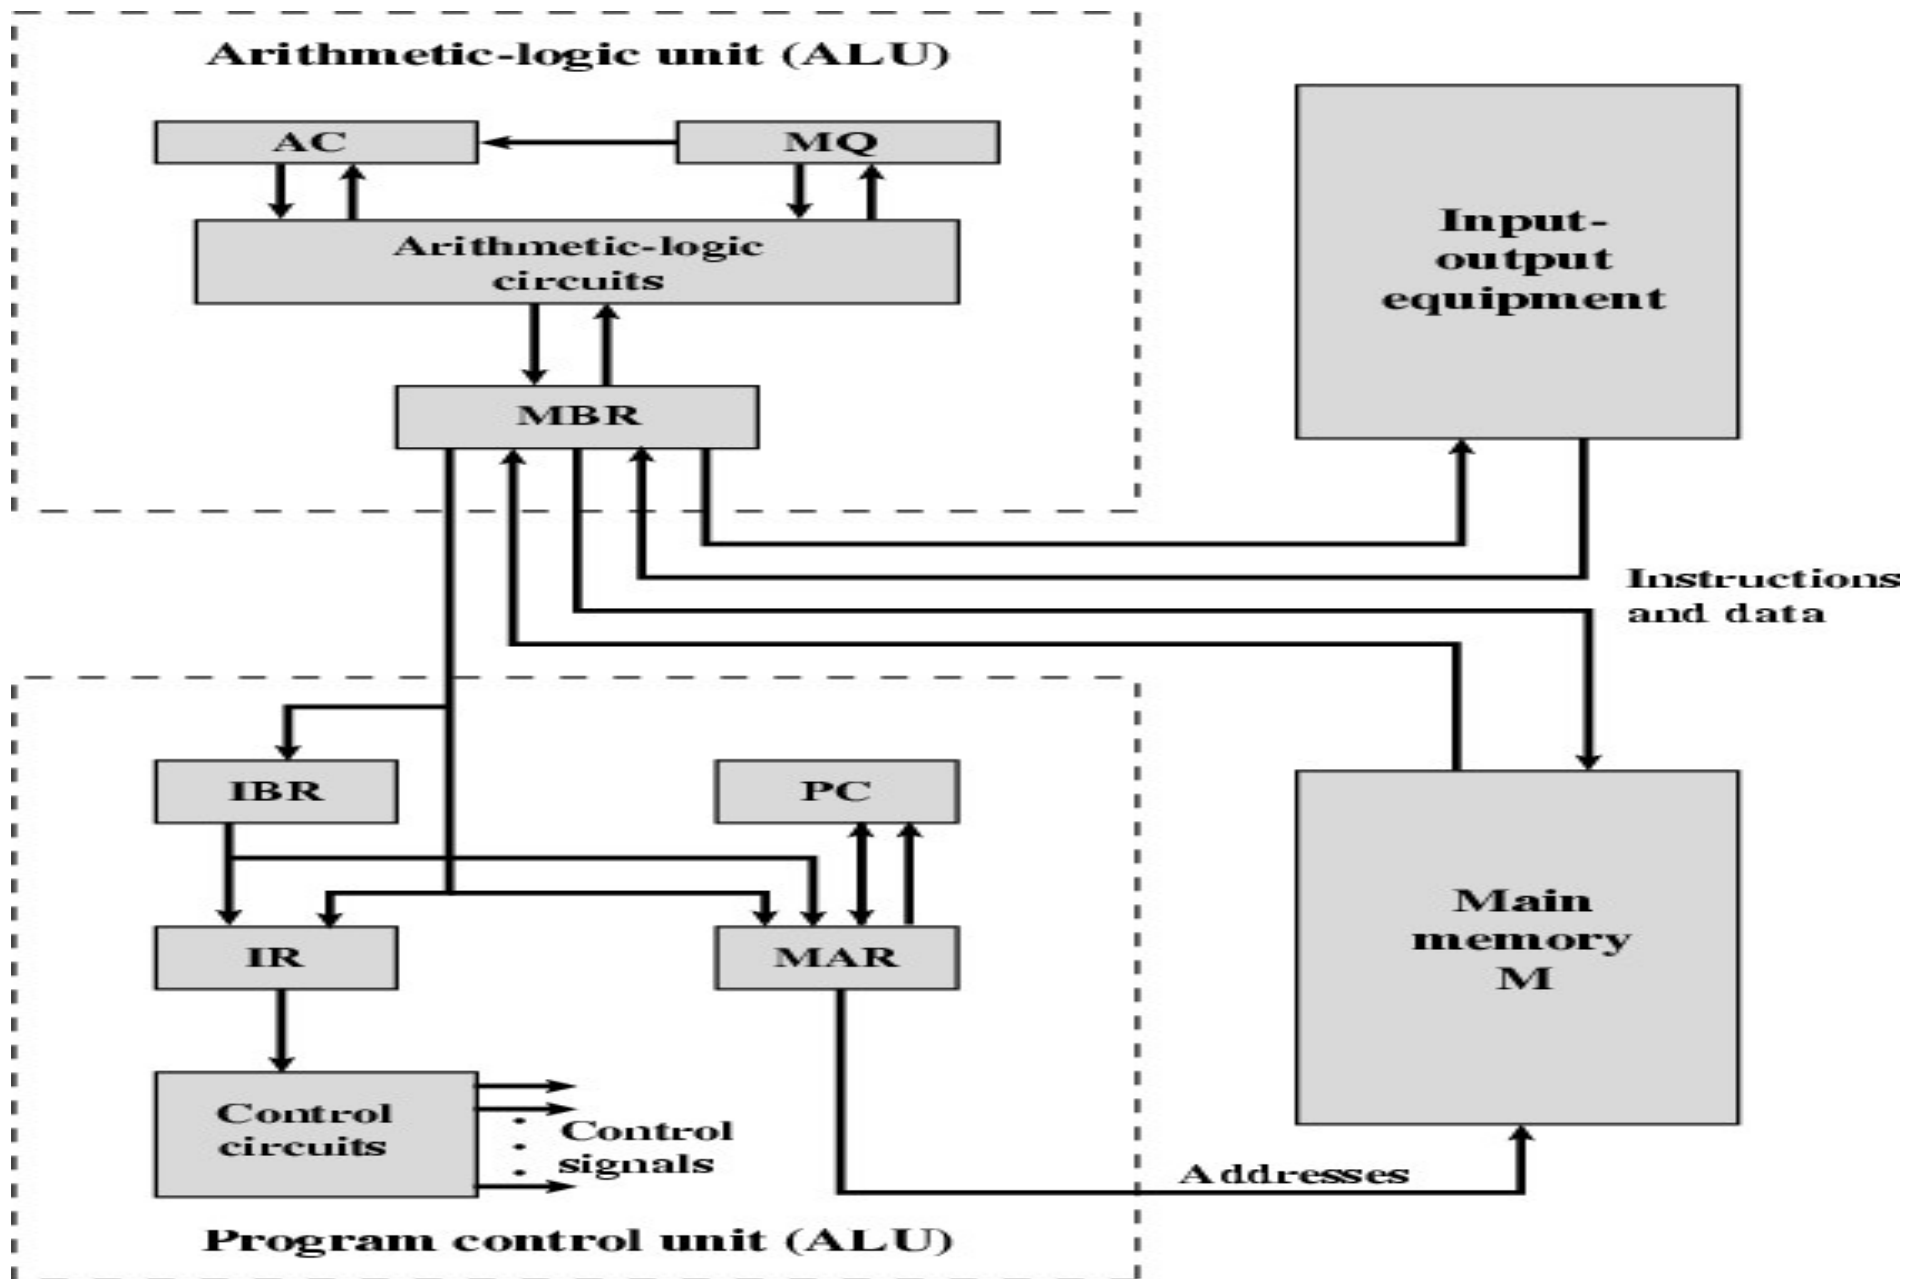 Arithmetic-logic unit (ALU)
AC
MQ
Arithmetic-logic
circuits
MBR
Input-
output
equipment
Instructions
and data
IBR
PC
IR
MAR
Main
memory
M
Control
circuits
Control
signals
Addresses
Program control unit (ALU)